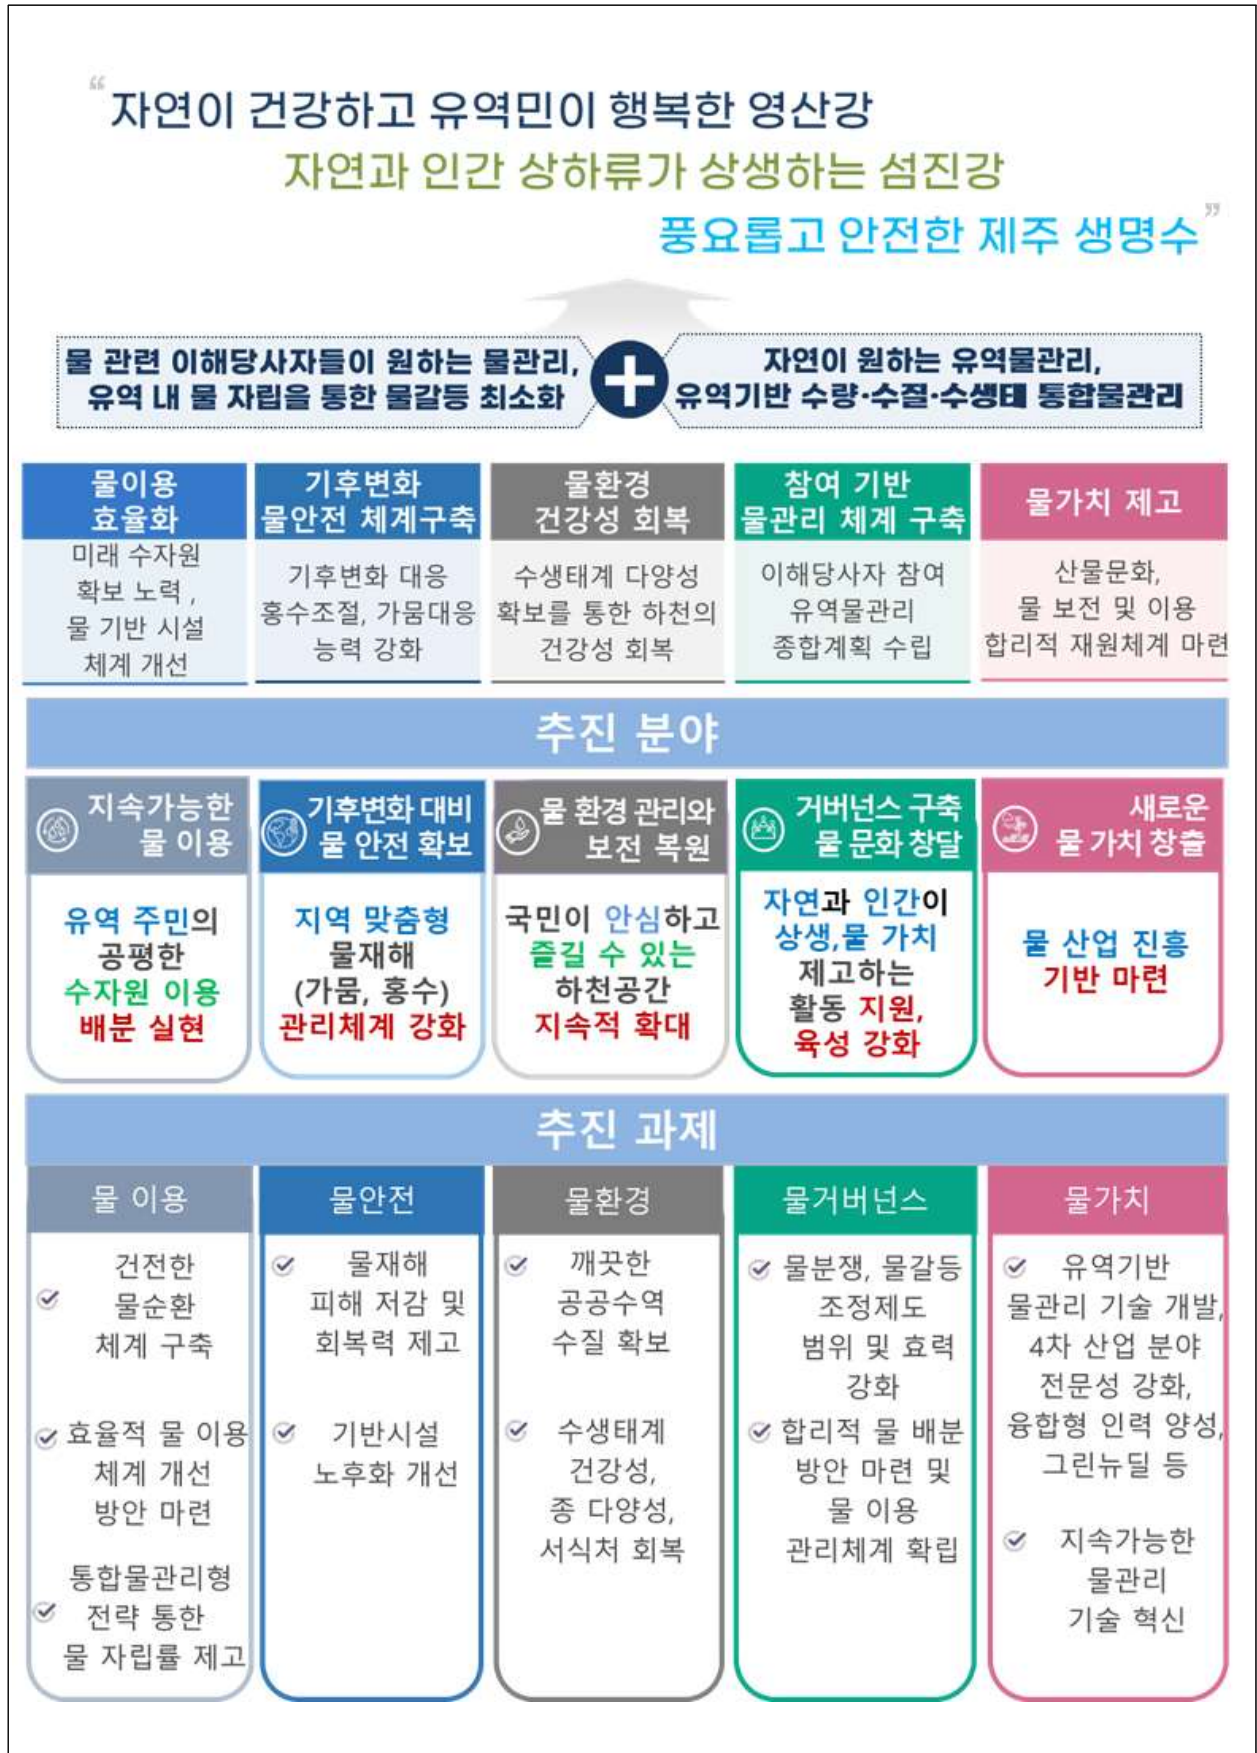 “자연이 건강하고 유역민이 행복한 영산강
자연과 인간 상하류가 상생하는 섬진강
풍요롭고 안전한 제주 생명수”
물 관련 이해당사자들이 원하는 물관리,
유역 내 물 자립을 통한 물갈등 최소화
자연이 원하는 유역물관리,
유역기반 수량·수질·수생태 통합물관리
물이용
효율화
미래 수자원
확보 노력 ,
물 기반 시설
체계 개선
기후변화
물안전 체계구축
기후변화 대응
홍수조절, 가뭄대응
능력 강화
물환경
건강성 회복
수생태계 다양성
확보를 통한 하천의
건강성 회복
참여 기반
물관리 체계 구축
이해당사자 참여
유역물관리
종합계획 수립
물가치 제고
산물문화,
물 보전 및 이용
합리적 재원체계 마련
추진 분야
지속가능한
물 이용
유역 주민의
공평한
수자원 이용
배분 실현
기후변화 대비
물 안전 확보
지역 맞춤형
물재해
(가뭄, 홍수)
관리체계 강화
물 환경 관리와
보전 복원
국민이 안심하고
즐길 수 있는
하천공간
지속적 확대
거버넌스 구축
물 문화 창달
자연과 인간이
상생,물 가치
제고하는
활동 지원,
육성 강화
새로운
물 가치 창출
물 산업 진흥
기반 마련
추진 과제
물 이용
건전한
물순환
체계 구축
효율적 물 이용
체계 개선
방안 마련
통합물관리형
전략 통한
물 자립률 제고
물안전
물재해
피해 저감 및
회복력 제고
기반시설
노후화 개선
물환경
깨끗한
공공수역
수질 확보
수생태계
건강성,
종 다양성,
서식처 회복
물거버넌스
물분쟁, 물갈등
조정제도
범위 및 효력
강화
합리적 물 배분
방안 마련 및
물 이용
관리체계 확립
물가치
유역기반
물관리 기술 개발,
4차 산업 분야
전문성 강화,
융합형 인력 양성,
그린뉴딜 등
지속가능한
물관리
기술 혁신